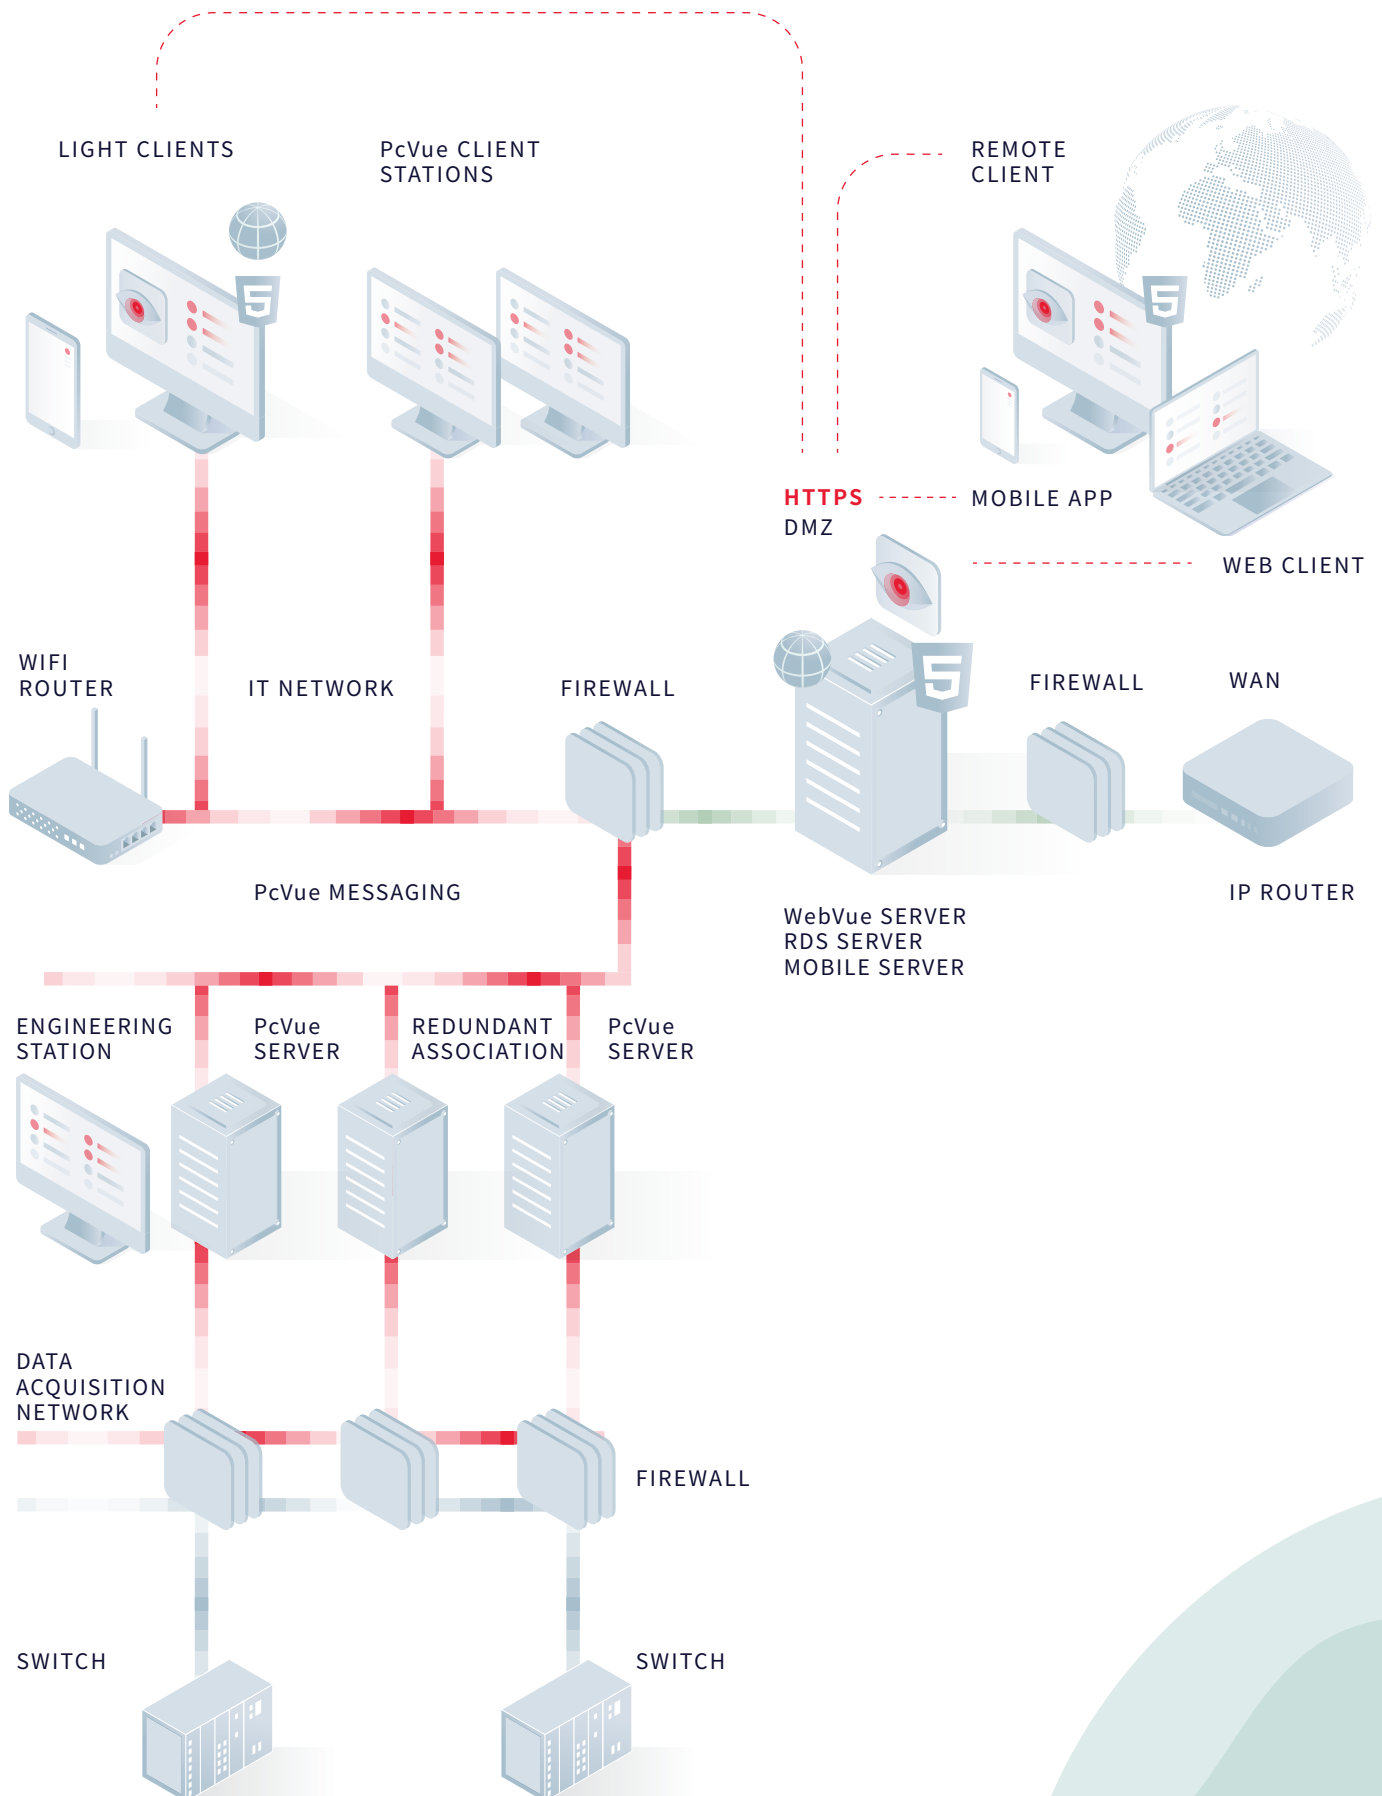 LIGHT CLIENTS
PcVue CLIENT
STATIONS
REMOTE
CLIENT
HTTPS
DMZ
MOBILE APP
WEB CLIENT
WIFI
ROUTER
IT NETWORK
FIREWALL
FIREWALL
WAN
PcVue MESSAGING
IP ROUTER
WebVue SERVER
RDS SERVER
MOBILE SERVER
ENGINEERING
STATION
PcVue
SERVER
REDUNDANT
ASSOCIATION
PcVue
SERVER
DATA
ACQUISITION
NETWORK
FIREWALL
SWITCH
SWITCH